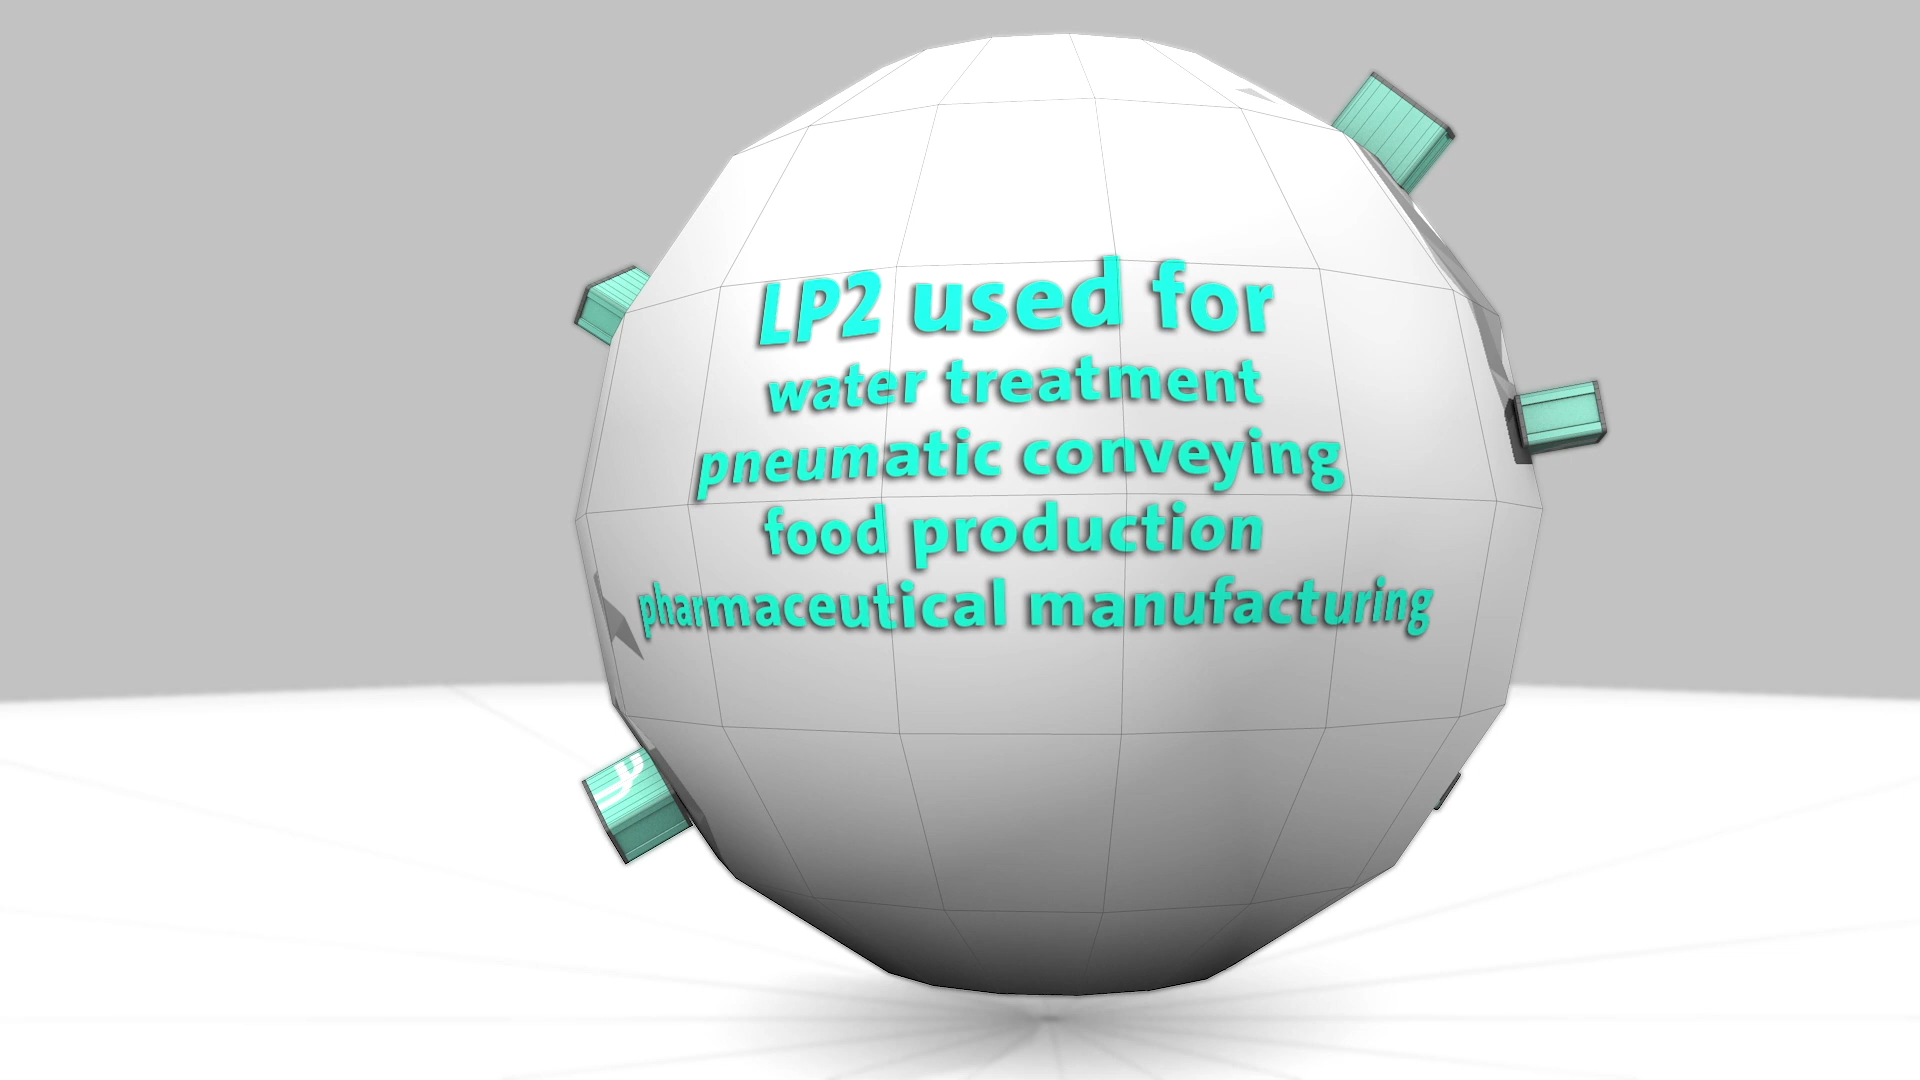 LP2 used for
water treatment
pneumatic conveying
food production
pharmaceutical manufacturing